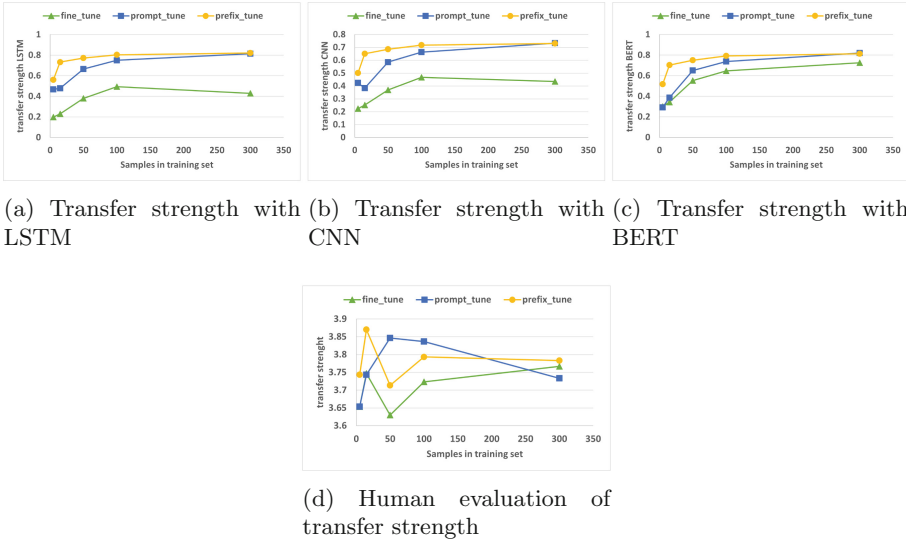 fine_tune prompt_tune prefix_tune
transfer strength LSTM
1
0.8
0.6
0.4
0.2
0
0 50 100 150 200 250 300 350
Samples in training set
fine_tune prompt_tune prefix_tune
transfer strength CNN
0.8
0.7
0.6
0.5
0.4
0.3
0.2
0.1
0
0 50 100 150 200 250 300 350
Samples in training set
fine_tune prompt_tune prefix_tune
transfer strength BERT
1
0.8
0.6
0.4
0.2
0
0 50 100 150 200 250 300 350
Samples in training set
(a) Transfer strength with
LSTM
(b) Transfer strength with
CNN
(c) Transfer strength with
BERT
fine_tune prompt_tune prefix_tune
transfer strenght
3.9
3.85
3.8
3.75
3.7
3.65
3.6
0 50 100 150 200 250 300 350
Samples in training set
(d) Human evaluation of
transfer strength